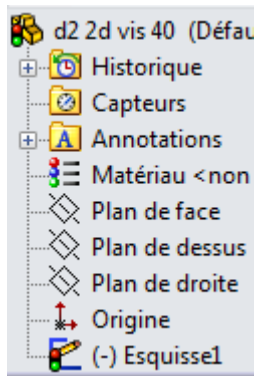 d2 2d vis 40 (Défau
Historique
Capteurs
A Annotations
Matériau <non
Plan de face
Plan de dessus
Plan de droite
Origine
(-) Esquisse1